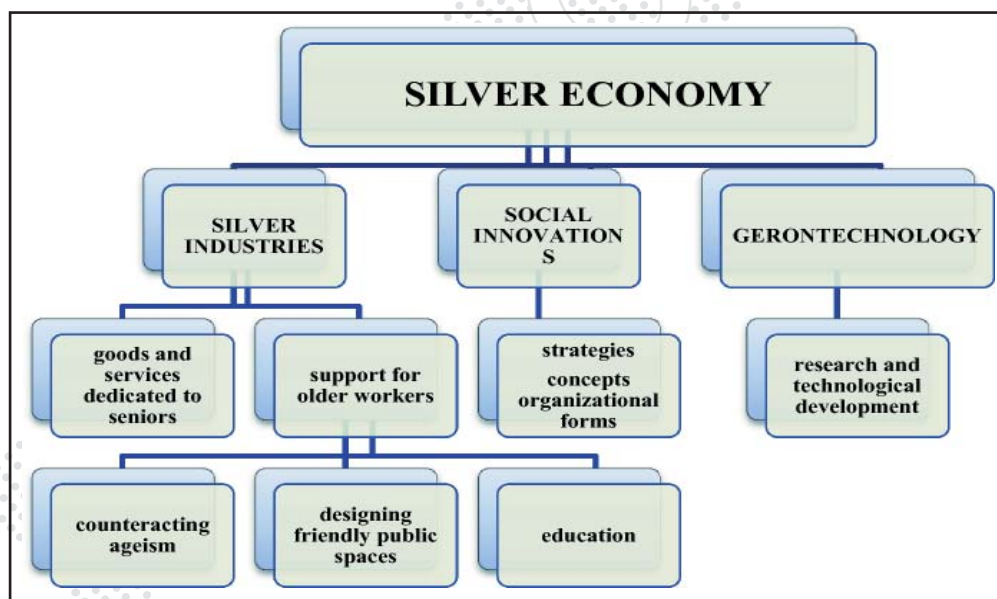 SILVER ECONOMY
SILVER
INDUSTRIES
SOCIAL
INNOVATION
S
GERONTECHNOLOGY
goods and
services
dedicated to
seniors
support for
older workers
strategies
concepts
organizational
forms
research and
technological
development
counteracting
ageism
designing
friendly public
spaces
education